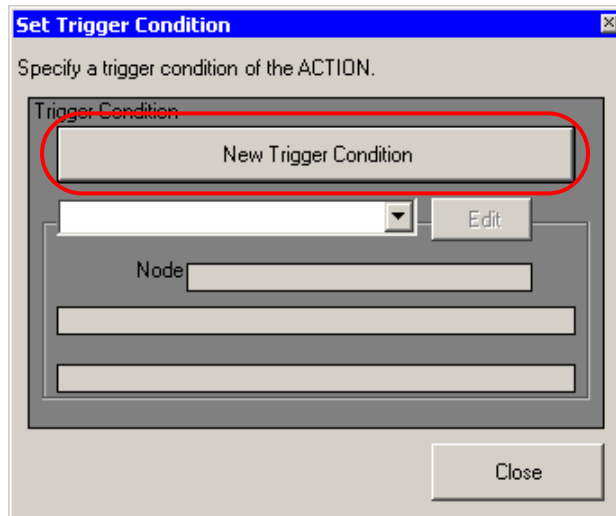 Set Trigger Condition
Specify a trigger condition of the ACTION.
Trigger Condition
New Trigger Condition
Edit
Node
Close